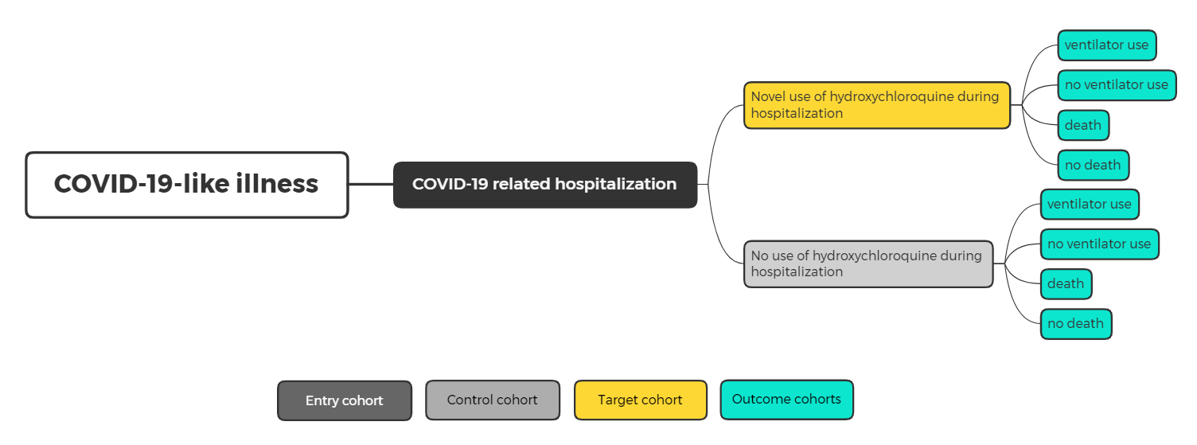 COVID-19-like illness
COVID-19 related hospitalization
Novel use of hydroxychloroquine during
hospitalization
ventilator use
no ventilator use
death
no death
No use of hydroxychloroquine during
hospitalization
ventilator use
no ventilator use
death
no death
Entry cohort
Control cohort
Target cohort
Outcome cohorts